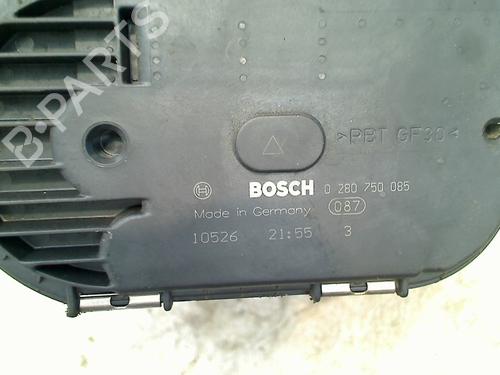 B-PARTS
>PBT GF30<
BOSCH 0 280 750 085
Made in Germany 087
10526 21:55 3